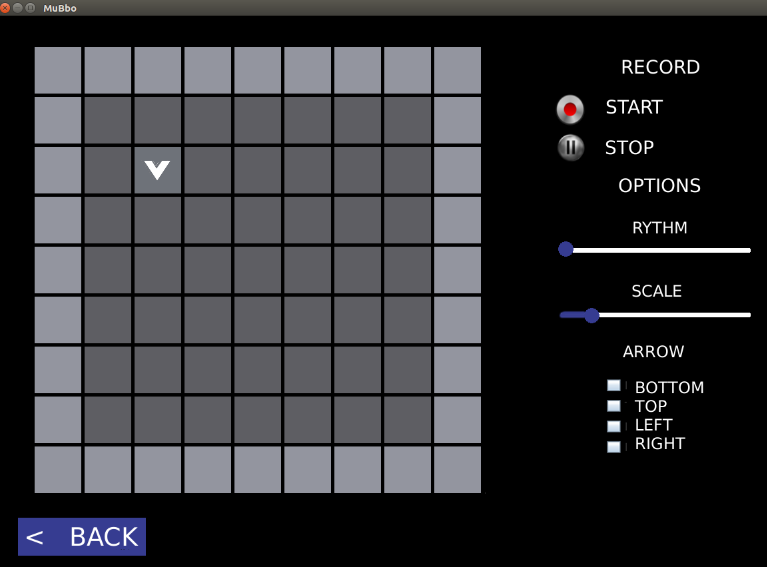 MuBbo
RECORD
START
STOP
OPTIONS
RYTHM
SCALE
ARROW
BOTTOM
TOP
LEFT
RIGHT
< BACK